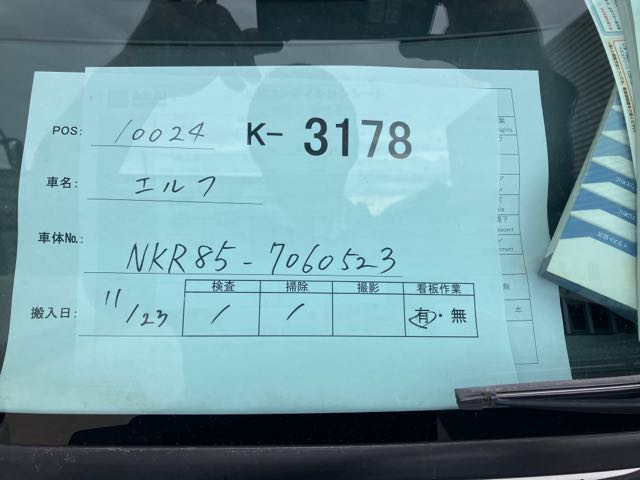 POS: 10024 K- 3178
車名: エルフ
車体No.: NKR85-7060523
検査 掃除 撮影 看板作業
搬入日: 11/23 / / 有・無